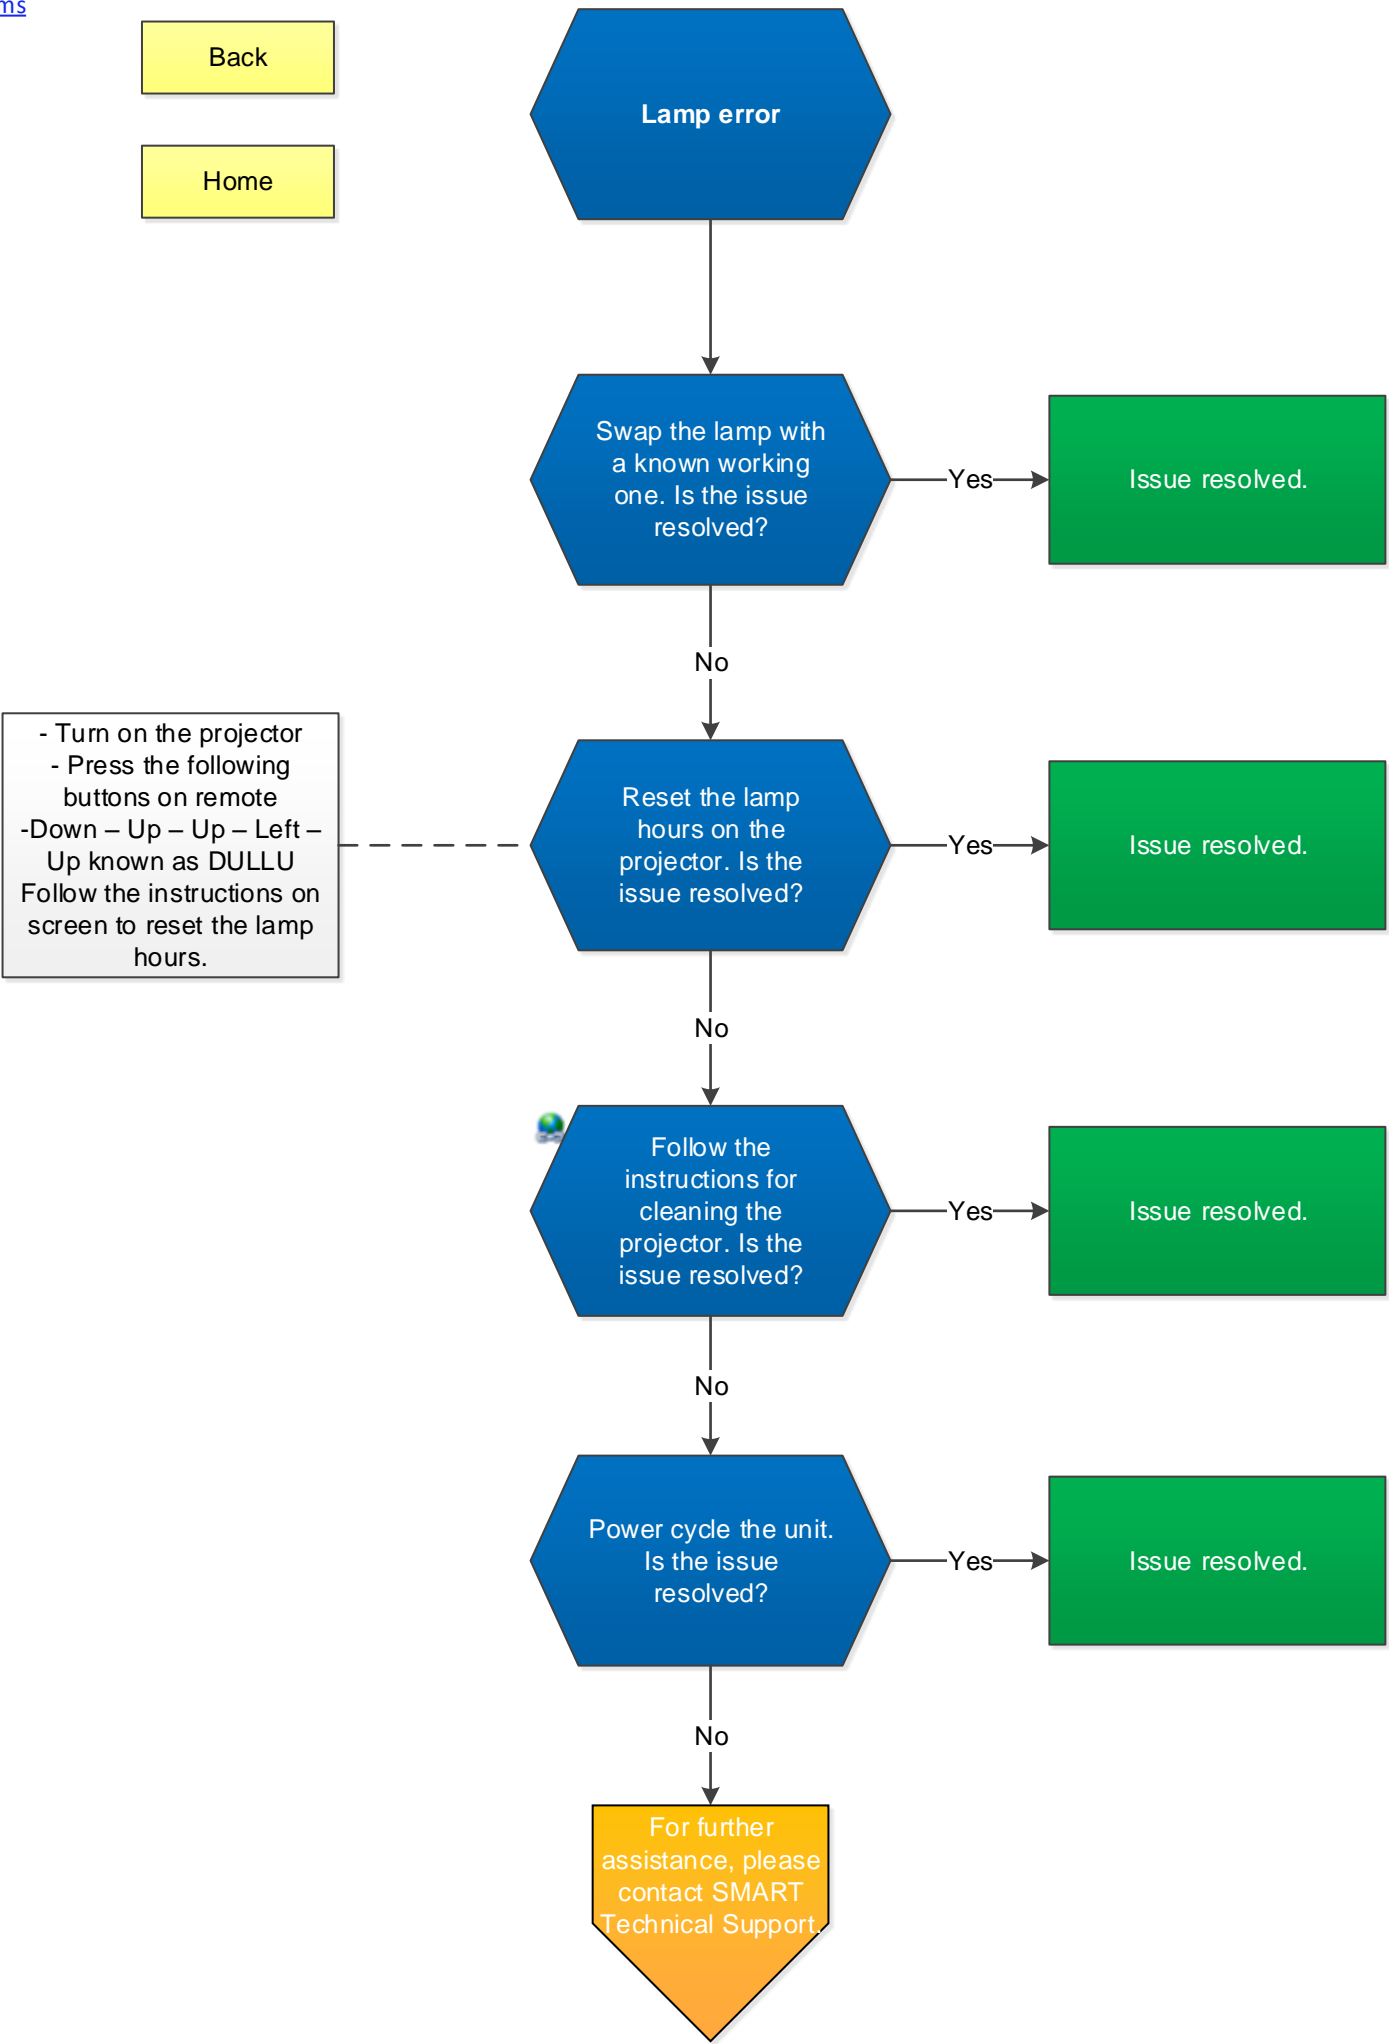 ms
Back
Home
Lamp error
Swap the lamp with
a known working
one. Is the issue
resolved?
Yes
Issue resolved.
No
- Turn on the projector
- Press the following
buttons on remote
-Down – Up – Up – Left –
Up known as DULLU
Follow the instructions on
screen to reset the lamp
hours.
Reset the lamp
hours on the
projector. Is the
issue resolved?
Yes
Issue resolved.
No
Follow the
instructions for
cleaning the
projector. Is the
issue resolved?
Yes
Issue resolved.
No
Power cycle the unit.
Is the issue
resolved?
Yes
Issue resolved.
No
For further
assistance, please
contact SMART
Technical Support.